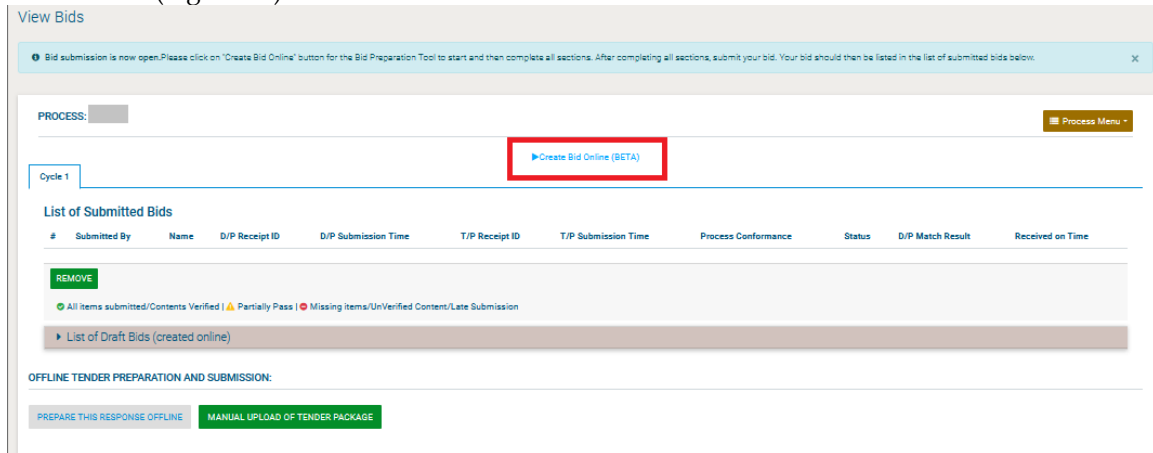 View Bids
Bid submission is now open.Please click on "Create Bid Online" button for the Bid Preparation Tool to start and then complete all sections. After completing all sections, submit your bid. Your bid should then be listed in the list of submitted bids below. ×
PROCESS:
Process Menu
Create Bid Online (BETA)
Cycle 1
List of Submitted Bids
# Submitted By Name D/P Receipt ID D/P Submission Time T/P Receipt ID T/P Submission Time Process Conformance Status D/P Match Result Received on Time
REMOVE
All items submitted/Contents Verified | Partially Pass | Missing items/UnVerified Content/Late Submission
List of Draft Bids (created online)
OFFLINE TENDER PREPARATION AND SUBMISSION:
PREPARE THIS RESPONSE OFFLINE MANUAL UPLOAD OF TENDER PACKAGE